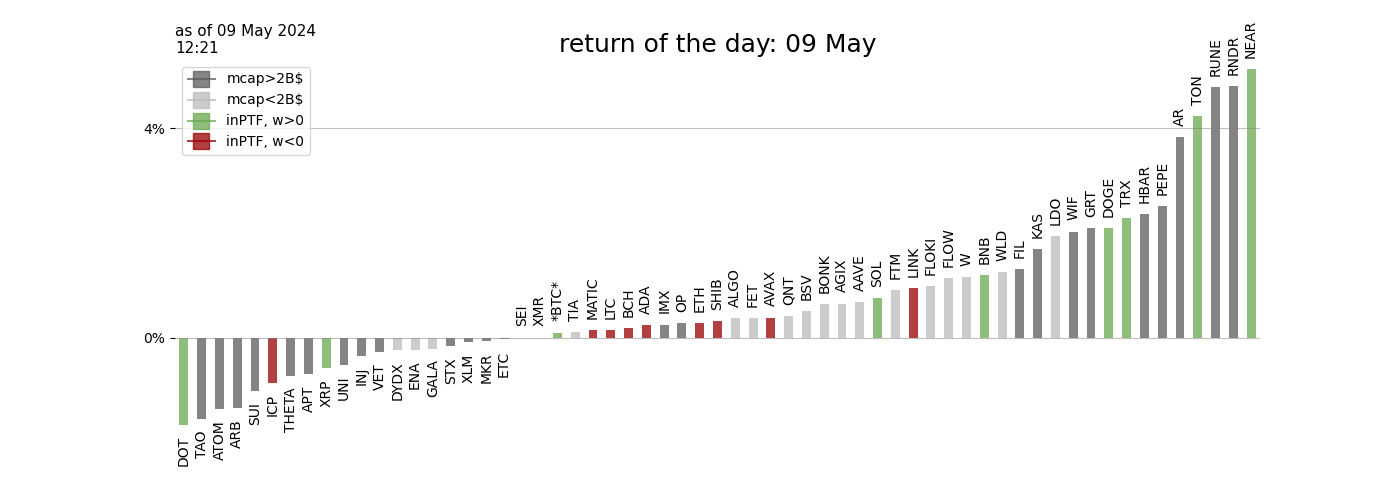 as of 09 May 2024
12:21
return of the day: 09 May
mcap>2B$
mcap<2B$
inPTF, w>0
inPTF, w<0
4%
0%
DOT
TAO
ATOM
ARB
SUI
ICP
THETA
APT
XRP
UNI
INJ
VET
DYDX
ENA
GALA
STX
XLM
MKR
ETC
SEI
XMR
*BTC*
TIA
MATIC
LTC
BCH
ADA
IMX
OP
ETH
SHIB
ALGO
FET
AVAX
QNT
BSV
BONK
AGIX
AAVE
SOL
FTM
LINK
FLOKI
FLOW
W
BNB
WLD
FIL
KAS
LDO
WIF
GRT
DOGE
TRX
HBAR
PEPE
AR
TON
RUNE
RNDR
NEAR